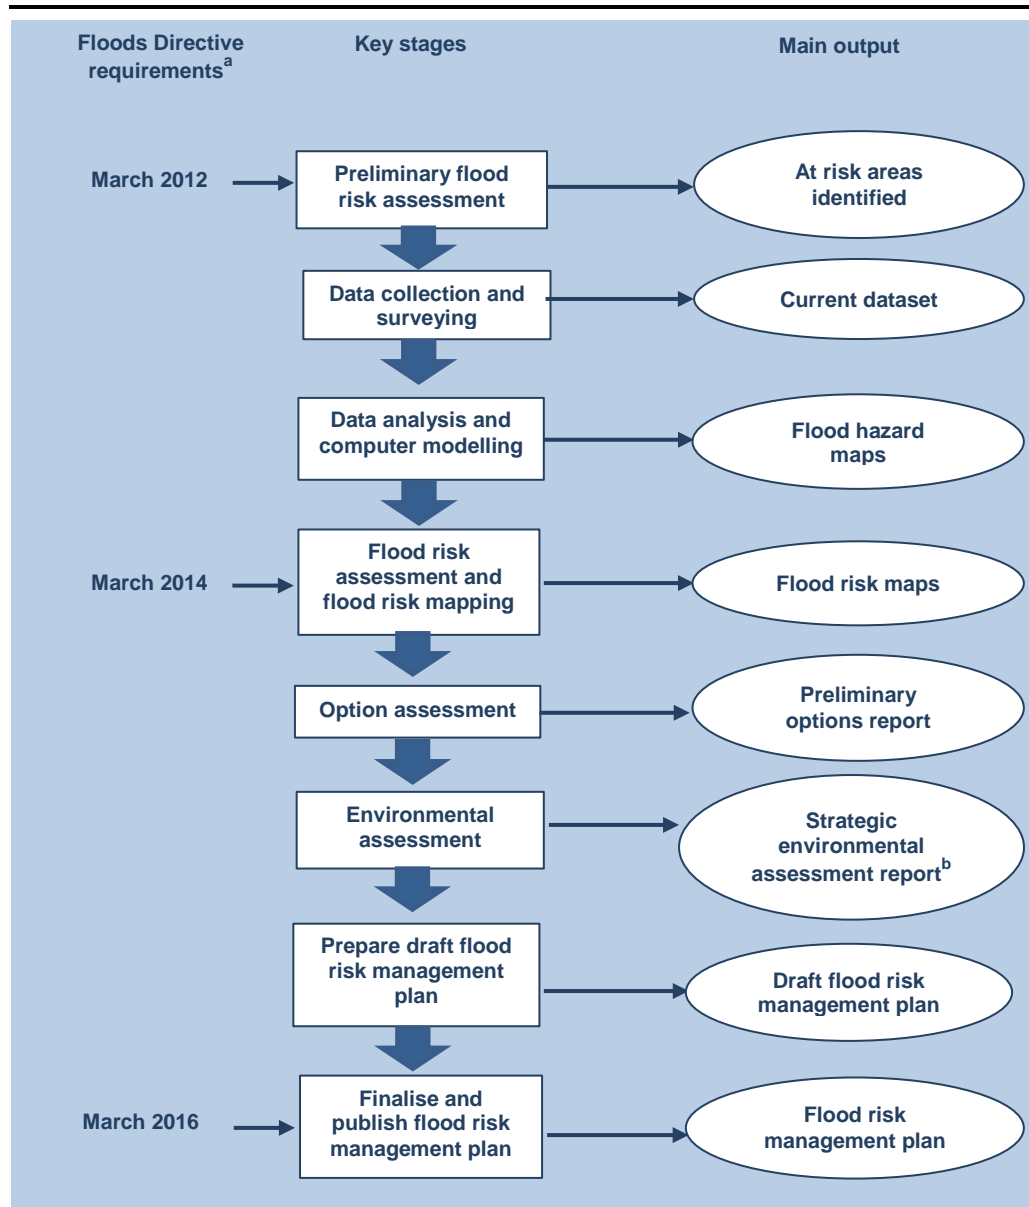 Floods Directive
requirementsa
Key stages
Main output
March 2012
Preliminary flood
risk assessment
At risk areas
identified
Data collection and
surveying
Current dataset
Data analysis and
computer modelling
Flood hazard
maps
March 2014
Flood risk
assessment and
flood risk mapping
Flood risk maps
Option assessment
Preliminary
options report
Environmental
assessment
Strategic
environmental
assessment reportb
Prepare draft flood
risk management
plan
Draft flood risk
management plan
March 2016
Finalise and
publish flood risk
management plan
Flood risk
management plan